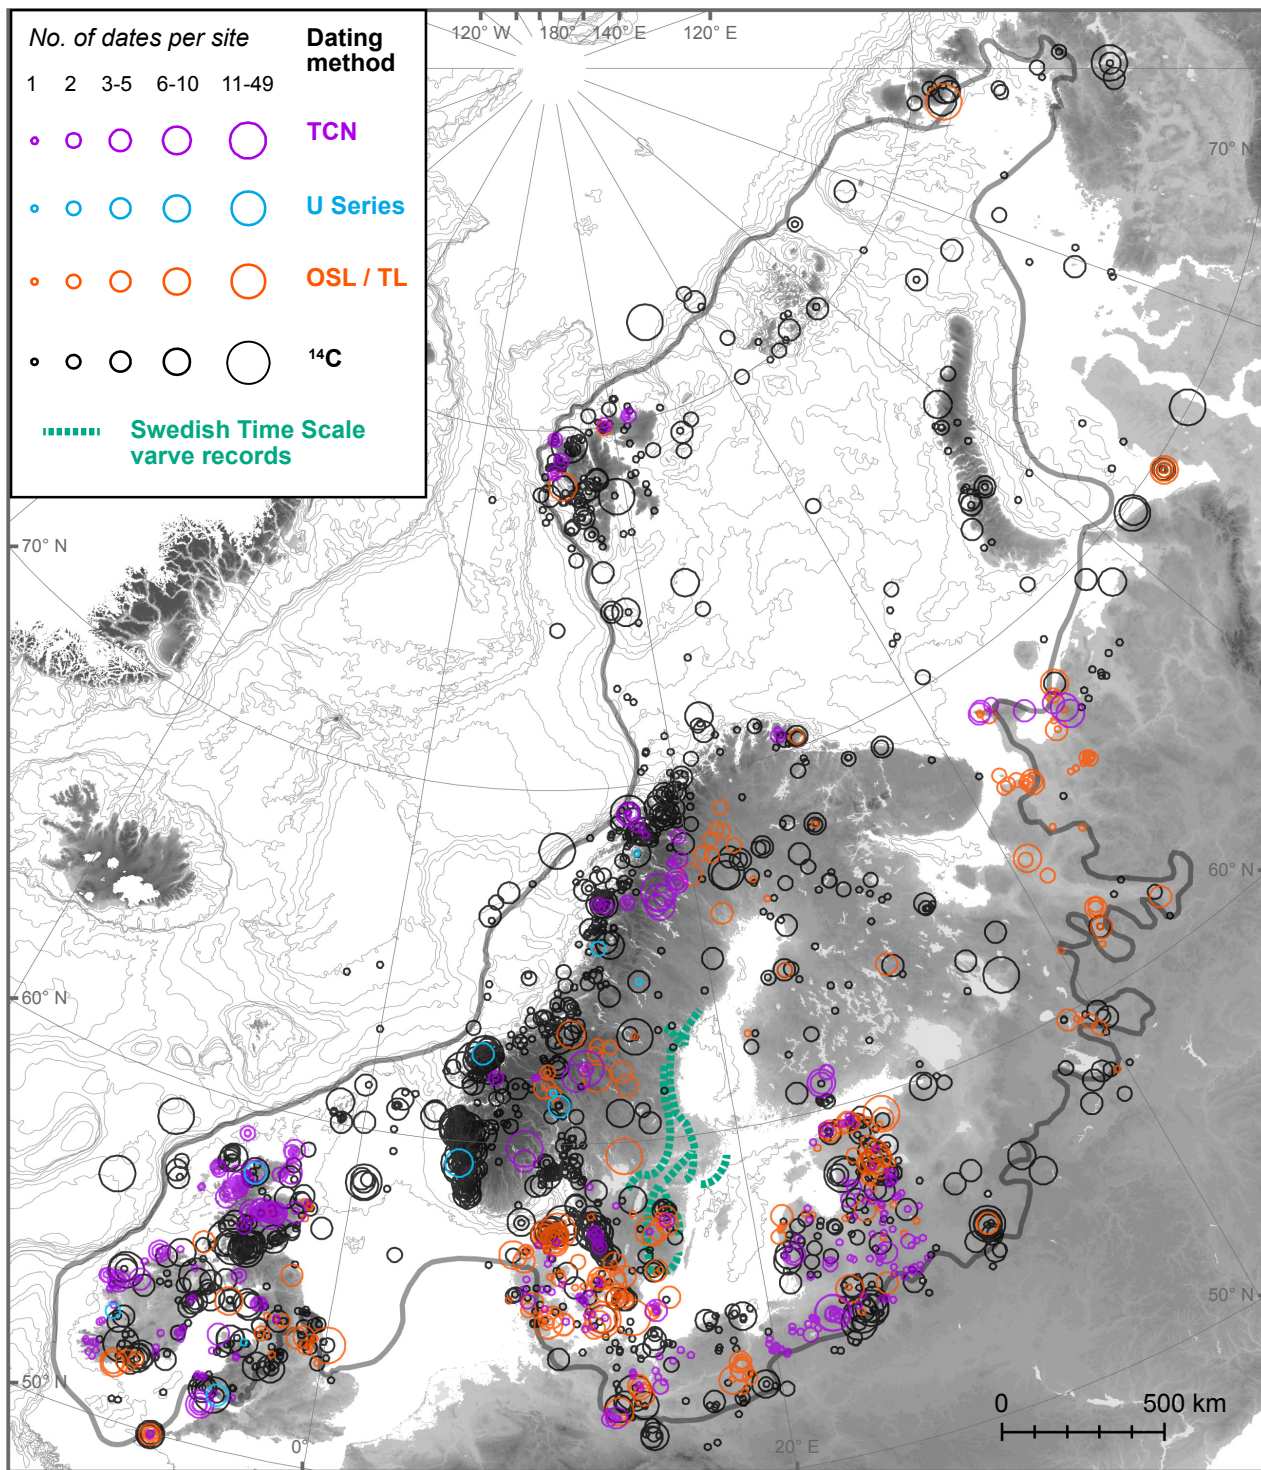 No. of dates per site
Dating method
1 2 3-5 6-10 11-49
TCN
U Series
OSL / TL
14C
Swedish Time Scale
varve records
120° W 180° 140° E 120° E
70° N
70° N
60° N
60° N
50° N
50° N
0°
20° E
0 500 km